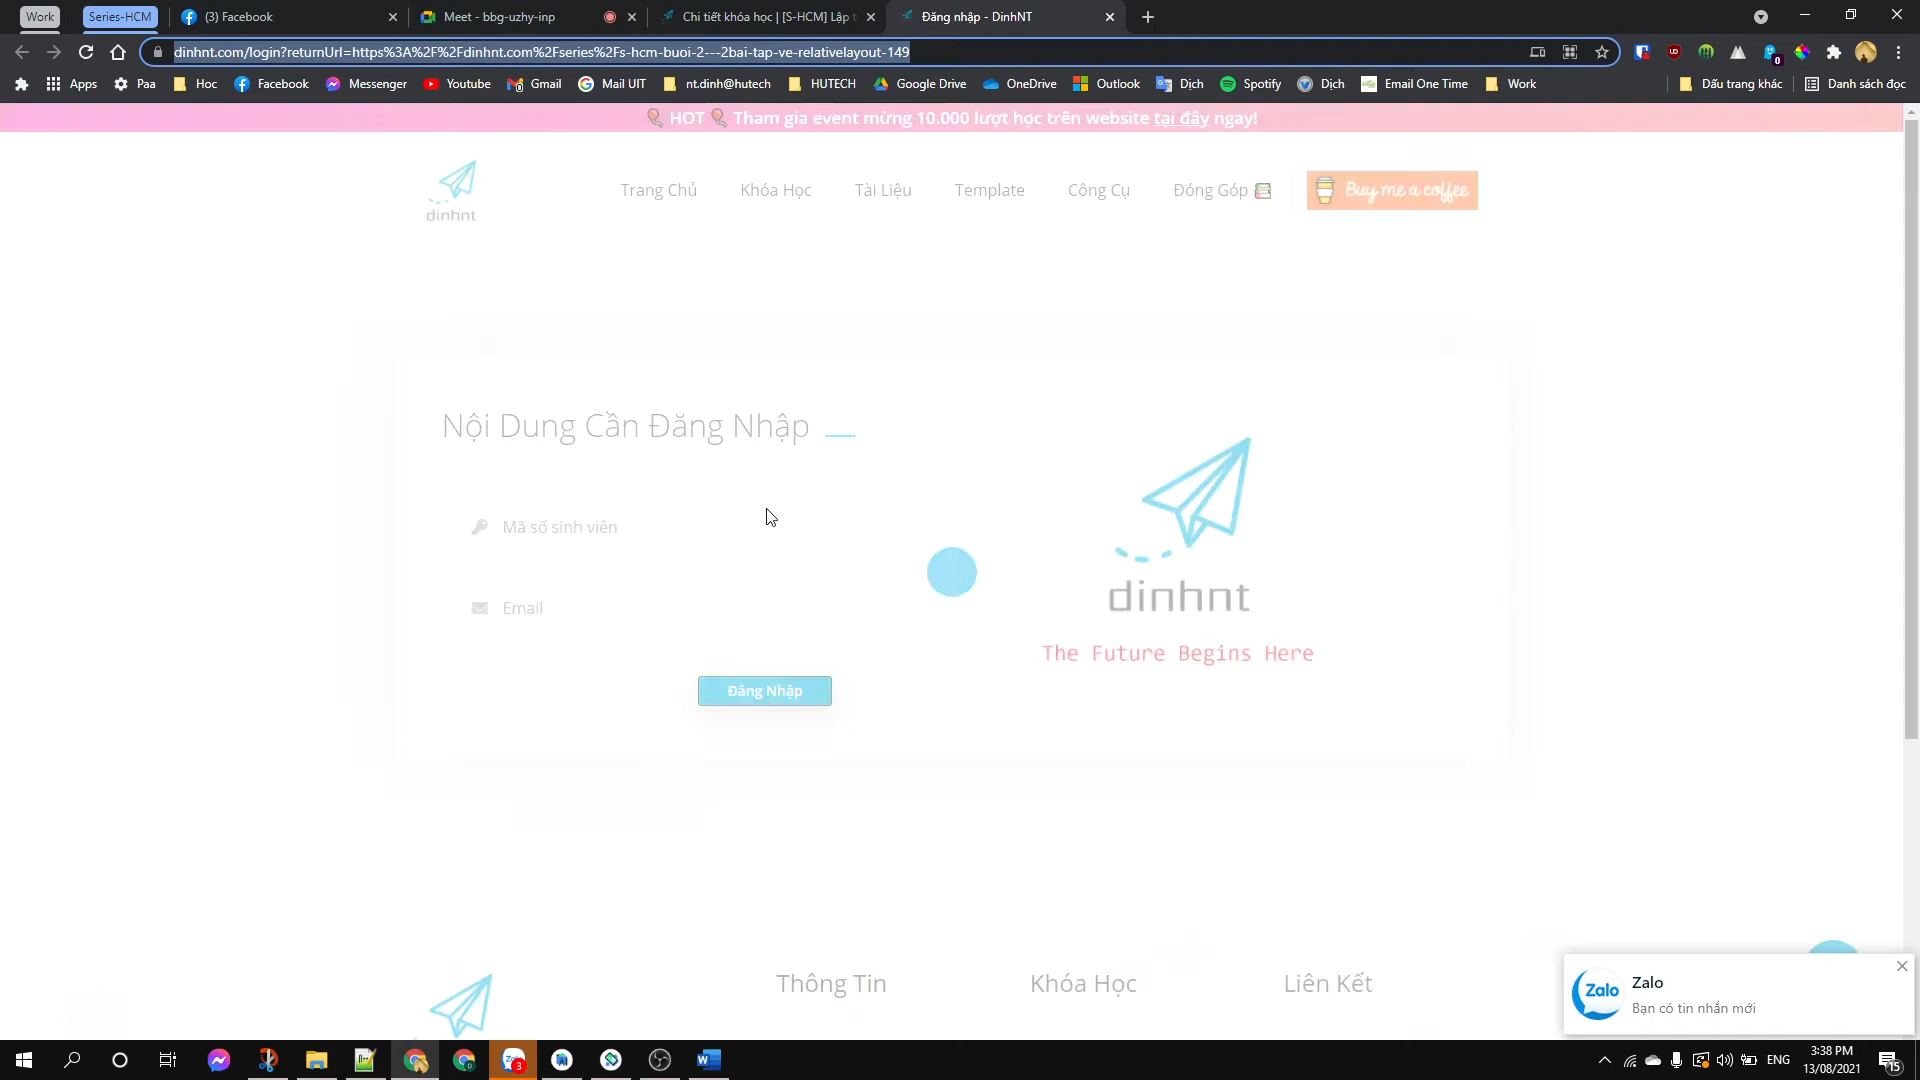 Work
Series-HCM
(3) Facebook
Meet - bbg-uzhy-inp
Chi tiết khóa học | [S-HCM] Lập t
Đăng nhập - DinhNT
dinhnt.com/login?returnUrl=https%3A%2F%2Fdinhnt.com%2Fseries%2Fs-hcm-buoi-2---2bai-tap-ve-relativelayout-149
Apps
Paa
Hoc
Facebook
Messenger
Youtube
Gmail
Mail UIT
nt.dinh@hutech
HUTECH
Google Drive
OneDrive
Outlook
Dịch
Spotify
Dịch
Email One Time
Work
Dấu trang khác
Danh sách đọc
HOT Tham gia event mừng 10.000 lượt học trên website tại đây ngay!
dinhnt
Trang Chủ
Khóa Học
Tài Liệu
Template
Công Cụ
Đóng Góp
Buy me a coffee
Nội Dung Cần Đăng Nhập
Mã số sinh viên
Email
Đăng Nhập
dinhnt
The Future Begins Here
Thông Tin
Khóa Học
Liên Kết
Zalo
Zalo
Bạn có tin nhắn mới
ENG
3:38 PM
13/08/2021
15